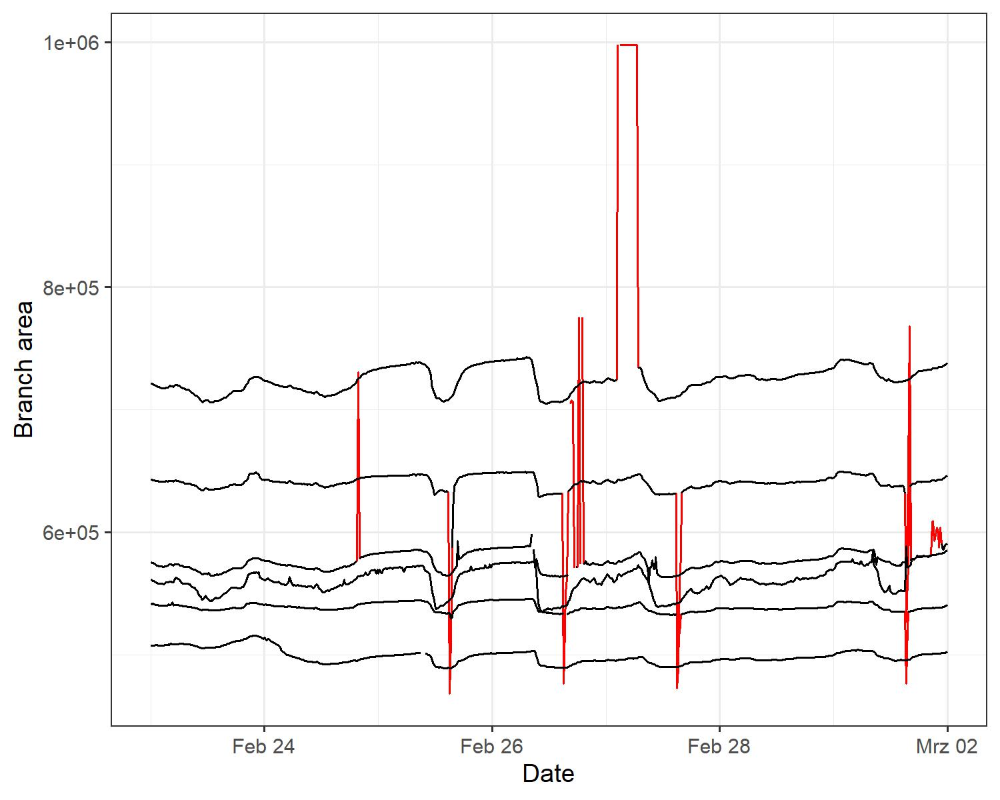 1e+06
8e+05
6e+05
Branch area
Feb 24
Feb 26
Feb 28
Mrz 02
Date